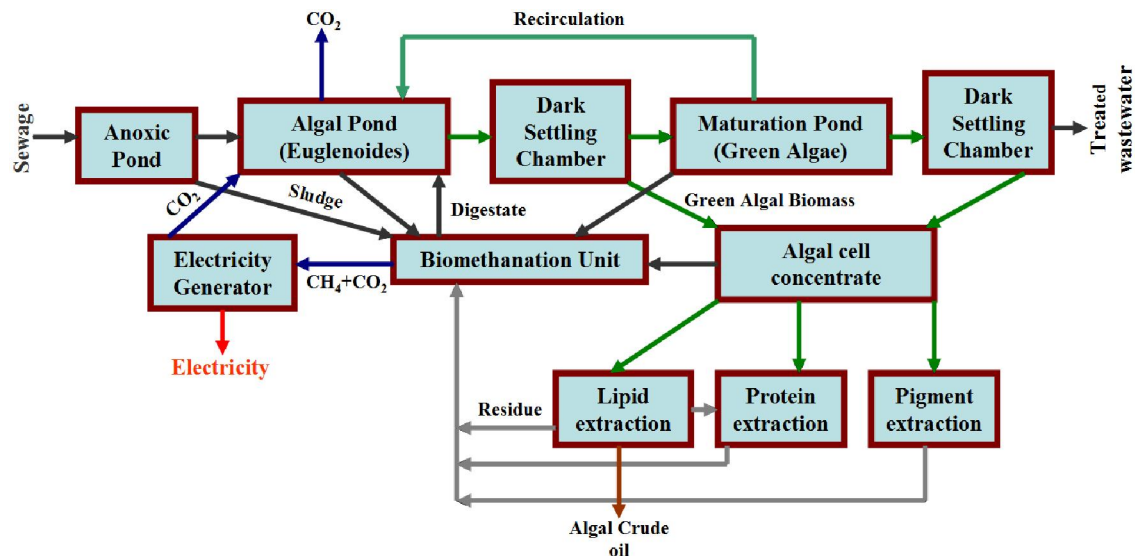 CO2
Recirculation
Sewage
Anoxic
Pond
Algal Pond
(Euglenoides)
Dark
Settling
Chamber
Maturation Pond
(Green Algae)
Dark
Settling
Chamber
Treated
wastewater
CO2
Sludge
Digestate
Green Algal Biomass
Electricity
Generator
CH4+CO2
Biomethanation Unit
Algal cell
concentrate
Electricity
Residue
Lipid
extraction
Protein
extraction
Pigment
extraction
Algal Crude
oil